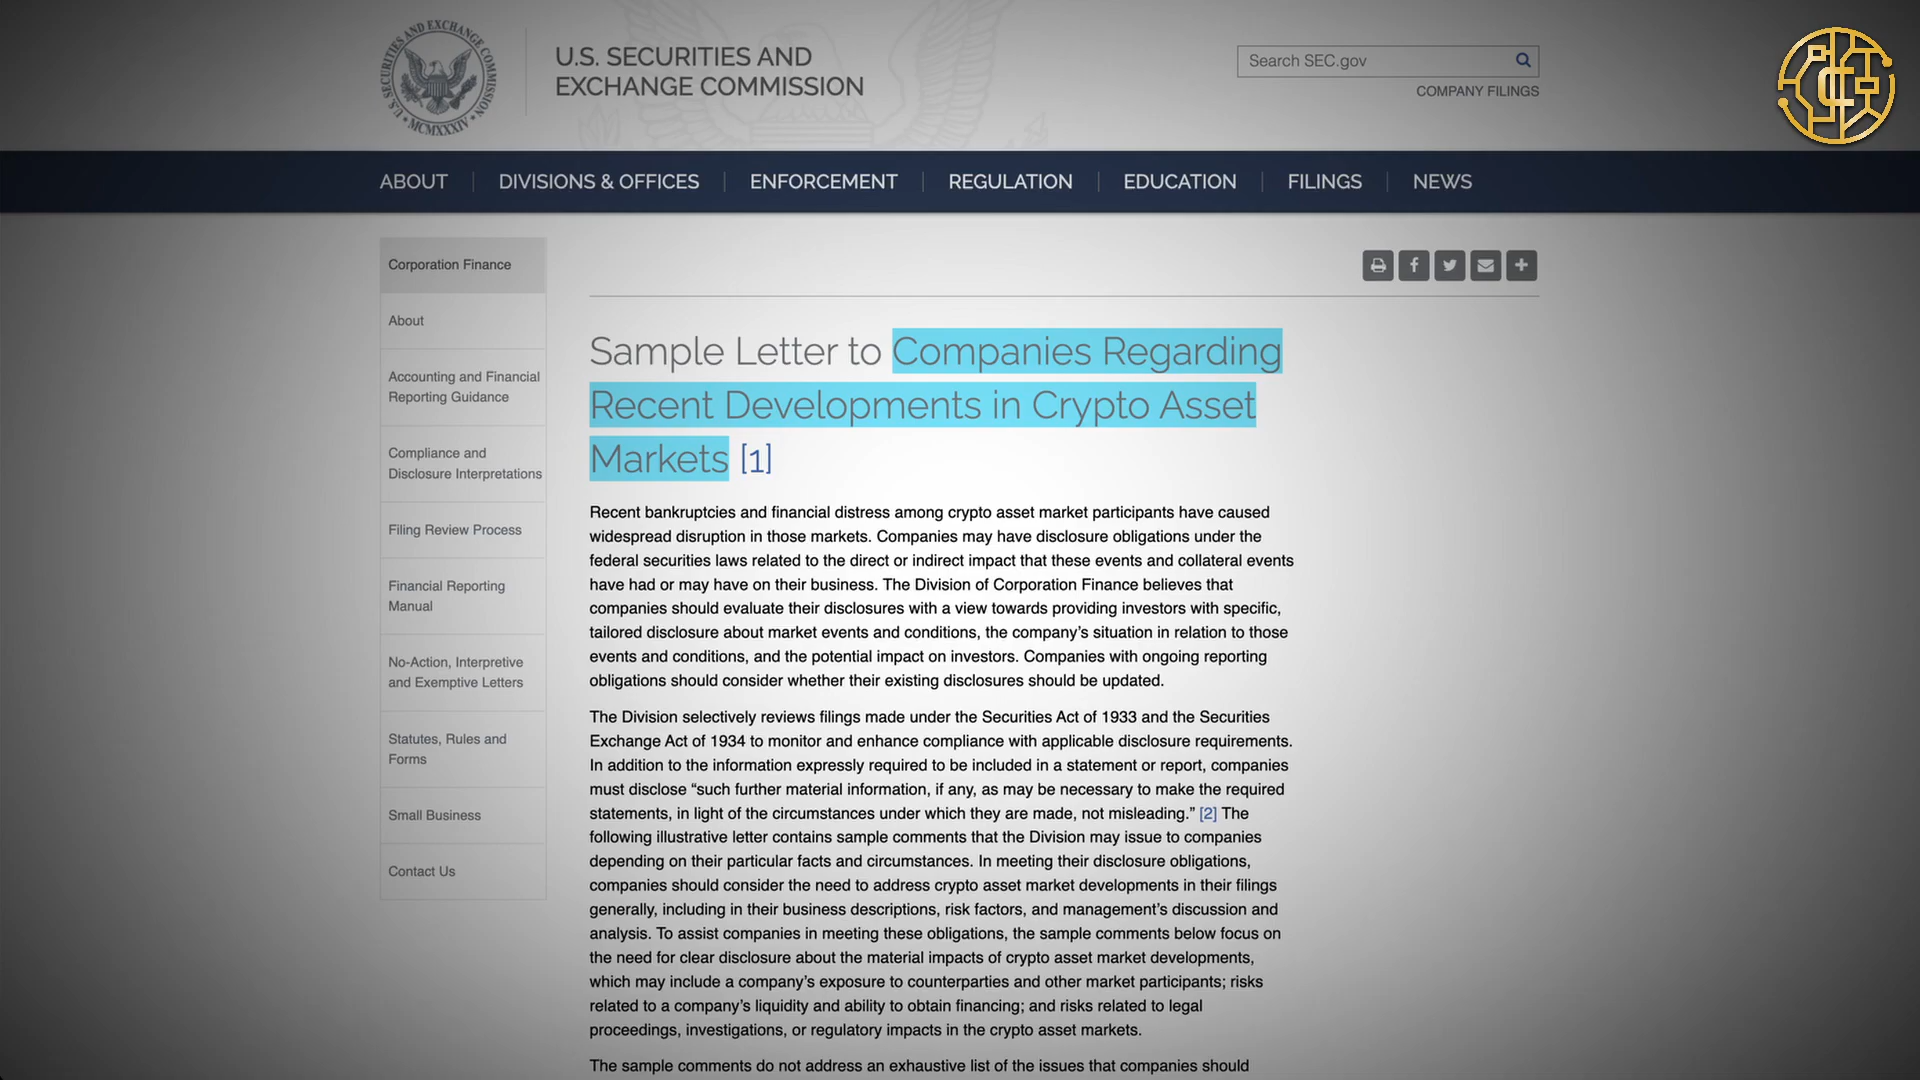 U.S. SECURITIES AND EXCHANGE COMMISSION
MCMXXXIV
U.S. SECURITIES AND
EXCHANGE COMMISSION
Search SEC.gov
COMPANY FILINGS
ABOUT
DIVISIONS & OFFICES
ENFORCEMENT
REGULATION
EDUCATION
FILINGS
NEWS
Corporation Finance
About
Accounting and Financial
Reporting Guidance
Compliance and
Disclosure Interpretations
Filing Review Process
Financial Reporting
Manual
No-Action, Interpretive
and Exemptive Letters
Statutes, Rules and
Forms
Small Business
Contact Us
Sample Letter to Companies Regarding
Recent Developments in Crypto Asset
Markets [1]
Recent bankruptcies and financial distress among crypto asset market participants have caused
widespread disruption in those markets. Companies may have disclosure obligations under the
federal securities laws related to the direct or indirect impact that these events and collateral events
have had or may have on their business. The Division of Corporation Finance believes that
companies should evaluate their disclosures with a view towards providing investors with specific,
tailored disclosure about market events and conditions, the company’s situation in relation to those
events and conditions, and the potential impact on investors. Companies with ongoing reporting
obligations should consider whether their existing disclosures should be updated.
The Division selectively reviews filings made under the Securities Act of 1933 and the Securities
Exchange Act of 1934 to monitor and enhance compliance with applicable disclosure requirements.
In addition to the information expressly required to be included in a statement or report, companies
must disclose “such further material information, if any, as may be necessary to make the required
statements, in light of the circumstances under which they are made, not misleading.” [2] The
following illustrative letter contains sample comments that the Division may issue to companies
depending on their particular facts and circumstances. In meeting their disclosure obligations,
companies should consider the need to address crypto asset market developments in their filings
generally, including in their business descriptions, risk factors, and management’s discussion and
analysis. To assist companies in meeting these obligations, the sample comments below focus on
the need for clear disclosure about the material impacts of crypto asset market developments,
which may include a company’s exposure to counterparties and other market participants; risks
related to a company’s liquidity and ability to obtain financing; and risks related to legal
proceedings, investigations, or regulatory impacts in the crypto asset markets.
The sample comments do not address an exhaustive list of the issues that companies should